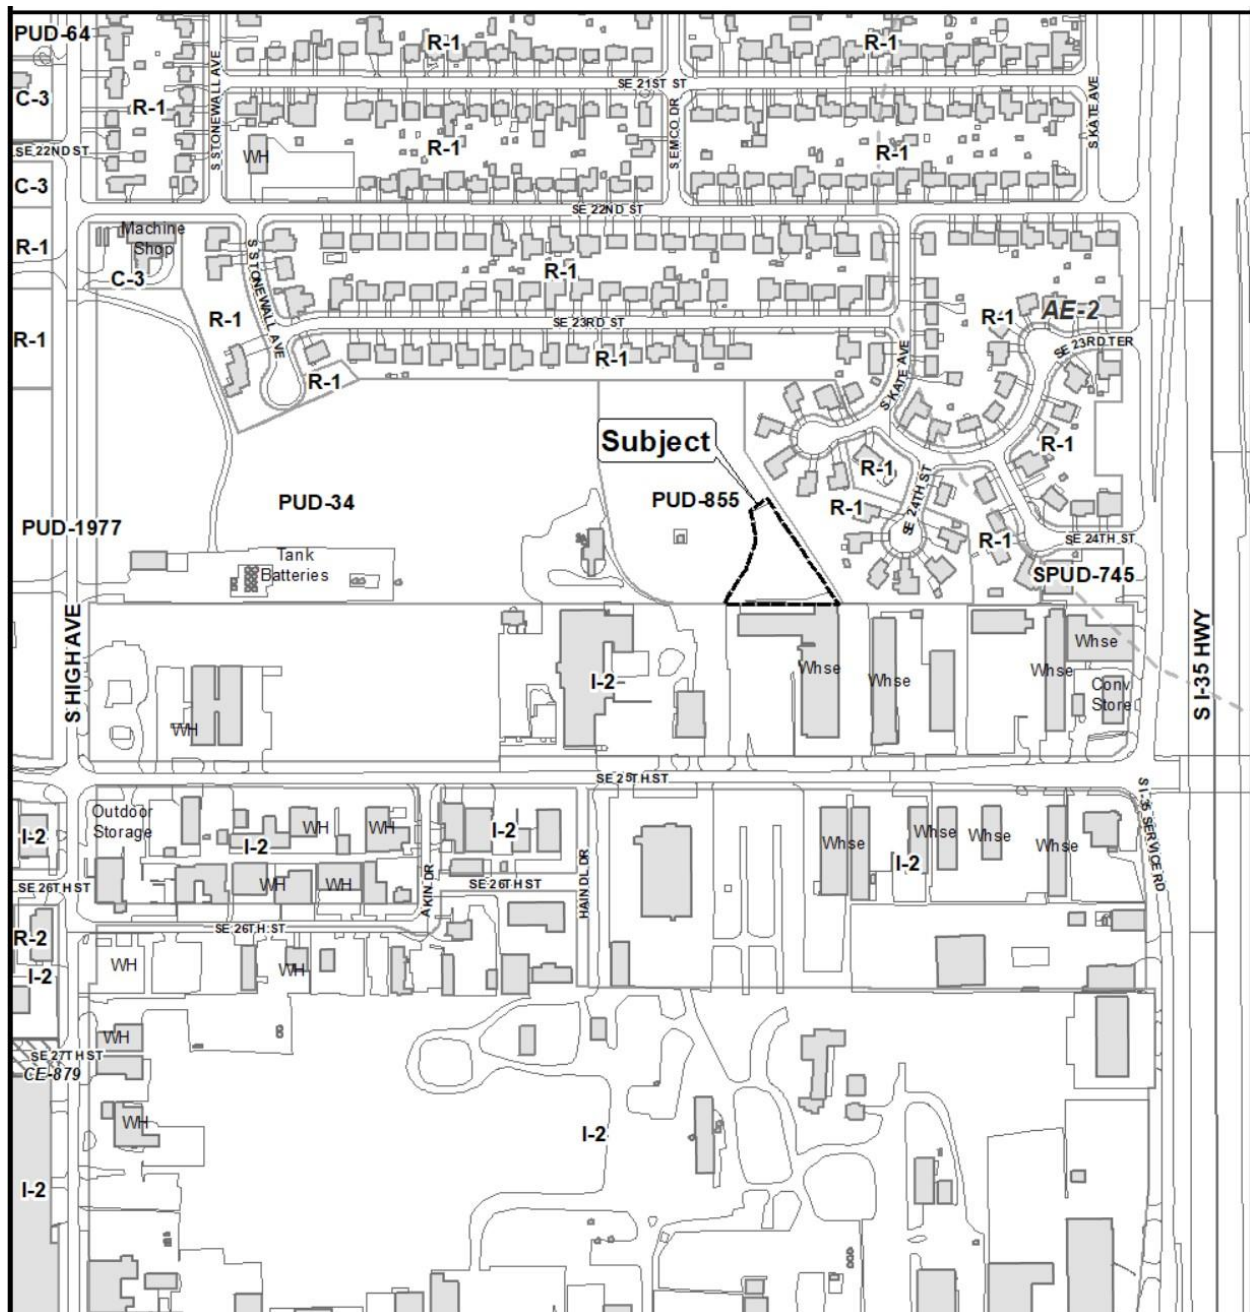 PUD-64
R-1
R-1
S STONEWALL AVE
SE 21ST ST
S KATE AVE
C-3
R-1
S EMCO DR
R-1
R-1
SE 22ND ST
WH
C-3
SE 22ND ST
Machine
Shop
R-1
C-3
S STONEWALL AVE
R-1
R-1
R-1
AE-2
SE 23RD ST
R-1
R-1
SE 23RD TER
R-1
S KATE AVE
Subject
R-1
R-1
PUD-34
PUD-855
R-1
SE 24TH ST
PUD-1977
R-1
SE 24TH ST
Tank
Batteries
SPUD-745
S HIGH AVE
S I-35 HWY
Whse
Whse
Whse
Whse
I-2
Conv
Store
WH
SE 25TH ST
S I-35 SERVICE RD
Outdoor
Storage
I-2
WH
WH
I-2
I-2
Whse
Whse
Whse
Whse
I-2
SE 26TH ST
WH
WH
AKIN DR
SE 26TH ST
HAINDL DR
SE 26TH ST
R-2
I-2
WH
WH
WH
SE 27TH ST
CE-879
WH
I-2
I-2